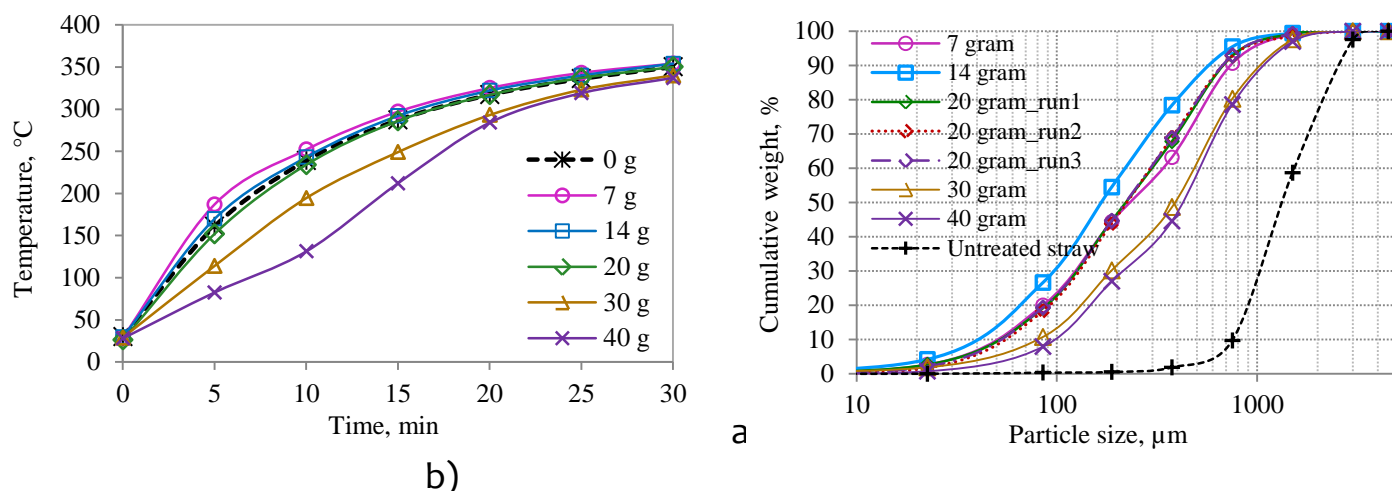 400
350
300
250
200
150
100
50
0
Temperature, °C
0 g
7 g
14 g
20 g
30 g
40 g
0 5 10 15 20 25 30
Time, min
b)
a
100
90
80
70
60
50
40
30
20
10
0
Cumulative weight, %
7 gram
14 gram
20 gram_run1
20 gram_run2
20 gram_run3
30 gram
40 gram
Untreated straw
10 100 1000
Particle size, µm